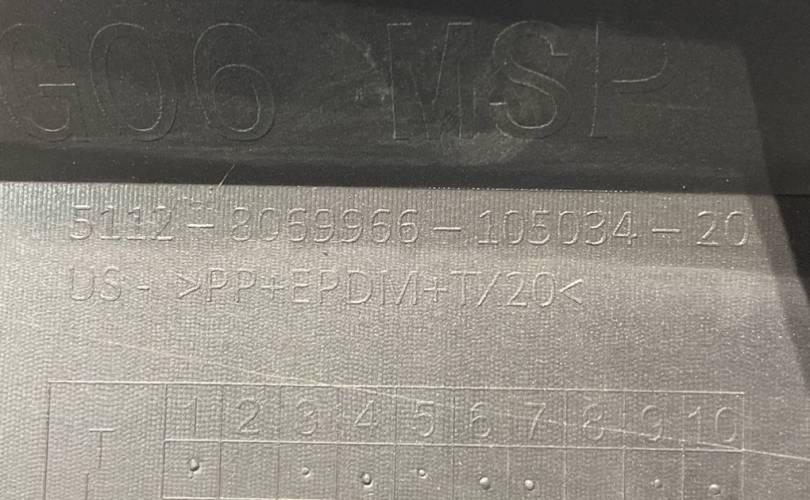 G06 MSP
5112 - 8069966 - 105034 - 20
US - >PP+EPDM+T/20<
1 2 3 4 5 6 7 8 9 10